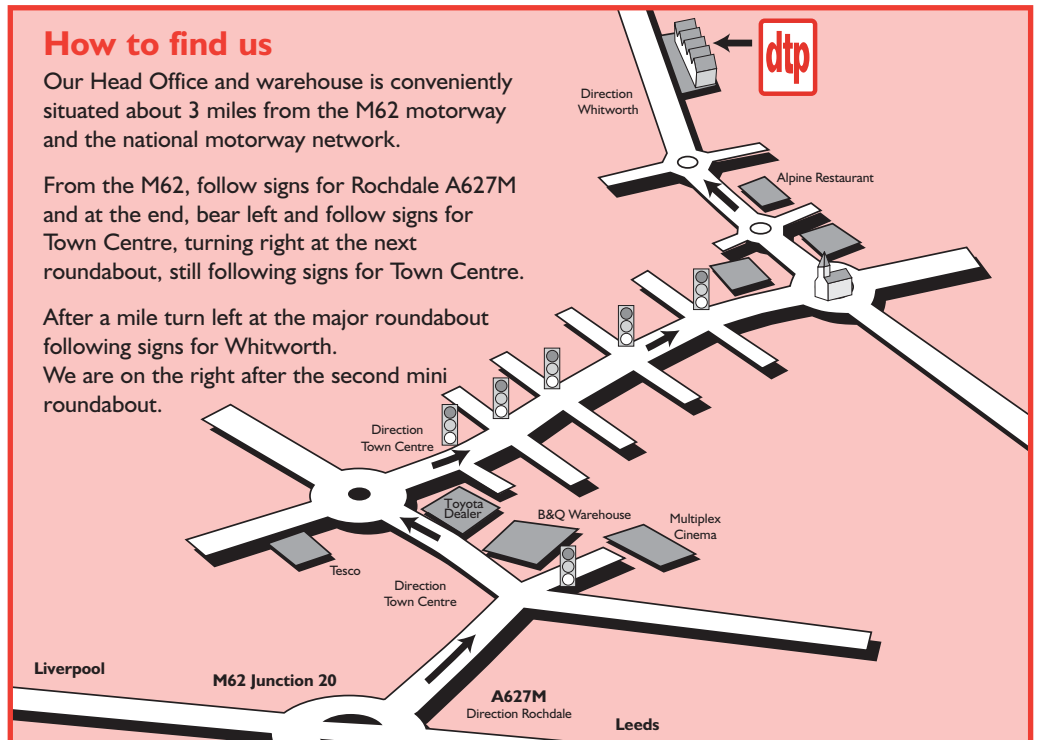 How to find us
Our Head Office and warehouse is conveniently
situated about 3 miles from the M62 motorway
and the national motorway network.
From the M62, follow signs for Rochdale A627M
and at the end, bear left and follow signs for
Town Centre, turning right at the next
roundabout, still following signs for Town Centre.
After a mile turn left at the major roundabout
following signs for Whitworth.
We are on the right after the second mini
roundabout.
dtp
Direction
Whitworth
Alpine Restaurant
Direction
Town Centre
Toyota
Dealer
B&Q Warehouse
Multiplex
Cinema
Tesco
Direction
Town Centre
Liverpool
M62 Junction 20
A627M
Direction Rochdale
Leeds